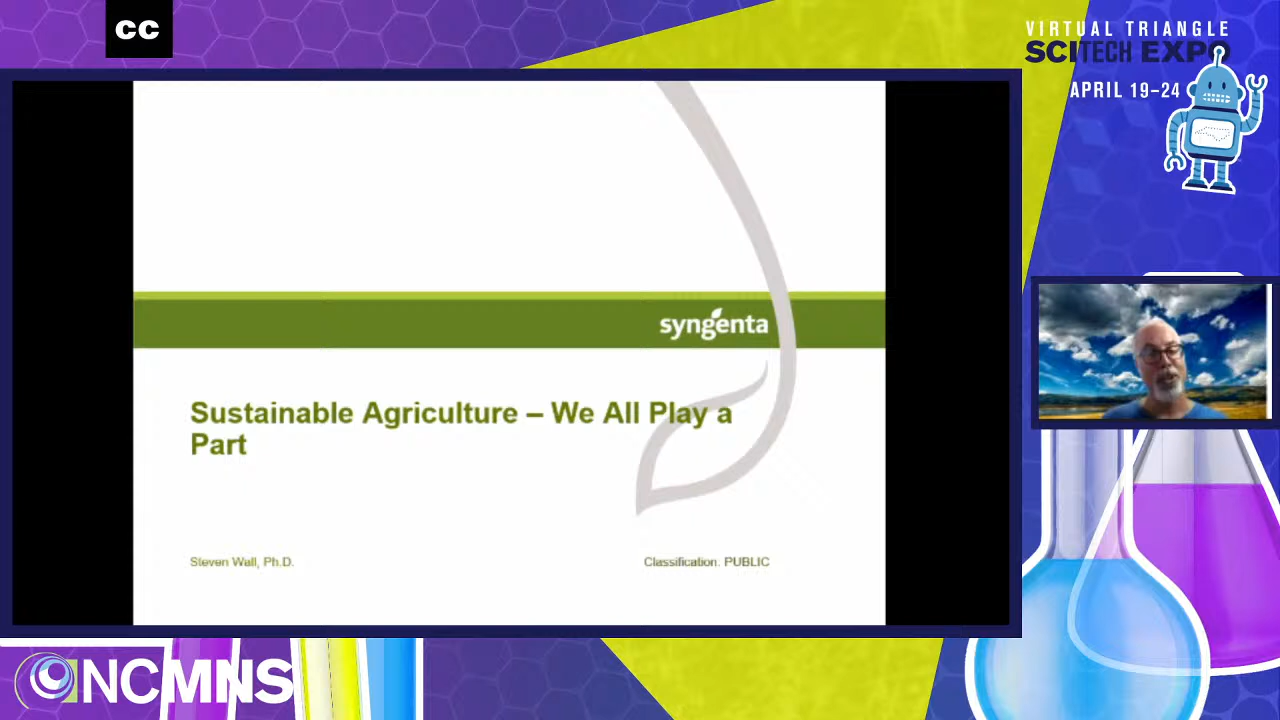 CC
VIRTUAL TRIANGLE
SCITECH EXPO
APRIL 19–24
syngenta
Sustainable Agriculture – We All Play a
Part
Steven Wall, Ph.D.
Classification: PUBLIC
NCMNS